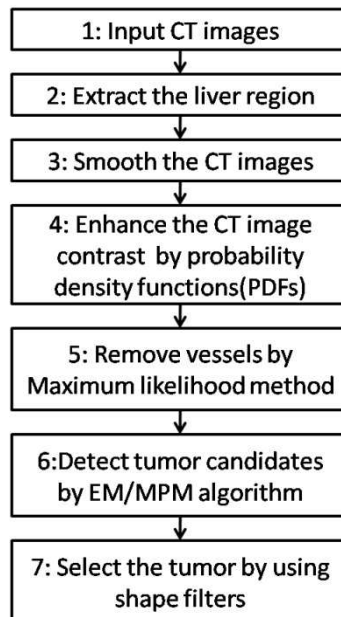 1: Input CT images
2: Extract the liver region
3: Smooth the CT images
4: Enhance the CT image
contrast by probability
density functions(PDFs)
5: Remove vessels by
Maximum likelihood method
6:Detect tumor candidates
by EM/MPM algorithm
7: Select the tumor by using
shape filters